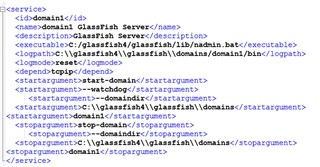 <service>
<id>domain1</id>
<name>domain1 GlassFish Server</name>
<description>GlassFish Server</description>
<executable>C:/glassfish4/glassfish/lib/nadmin.bat</executable>
<logpath>C:\\glassfish4\\glassfish\\domains/domain1/bin</logpath>
<logmode>reset</logmode>
<depend>tcpip</depend>
<startargument>start-domain</startargument>
<startargument>--watchdog</startargument>
<startargument>--domaindir</startargument>
<startargument>C:\\glassfish4\\glassfish\\domains</startargument>
<startargument>domain1</startargument>
<stopargument>stop-domain</stopargument>
<stopargument>--domaindir</stopargument>
<stopargument>C:\\glassfish4\\glassfish\\domains</stopargument>
<stopargument>domain1</stopargument>
</service>